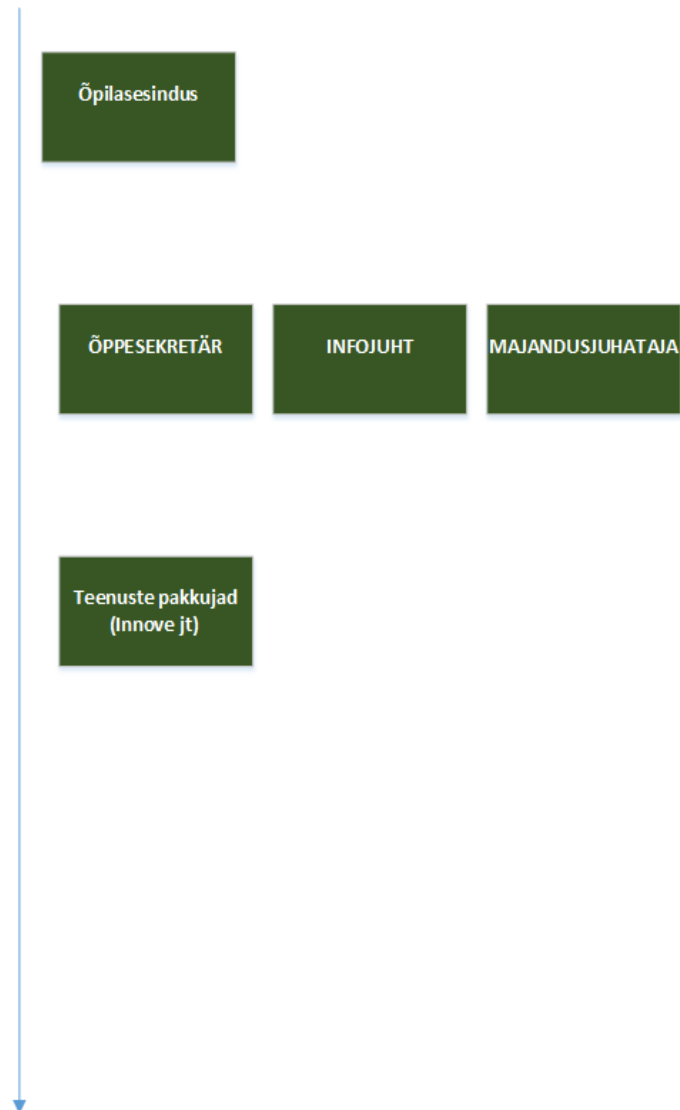 Õpilasesindus
ÕPPESEKRETÄR
INFOJUHT
MAJANDUSJUHATAJA
Teenuste pakkujad
(Innove jt)